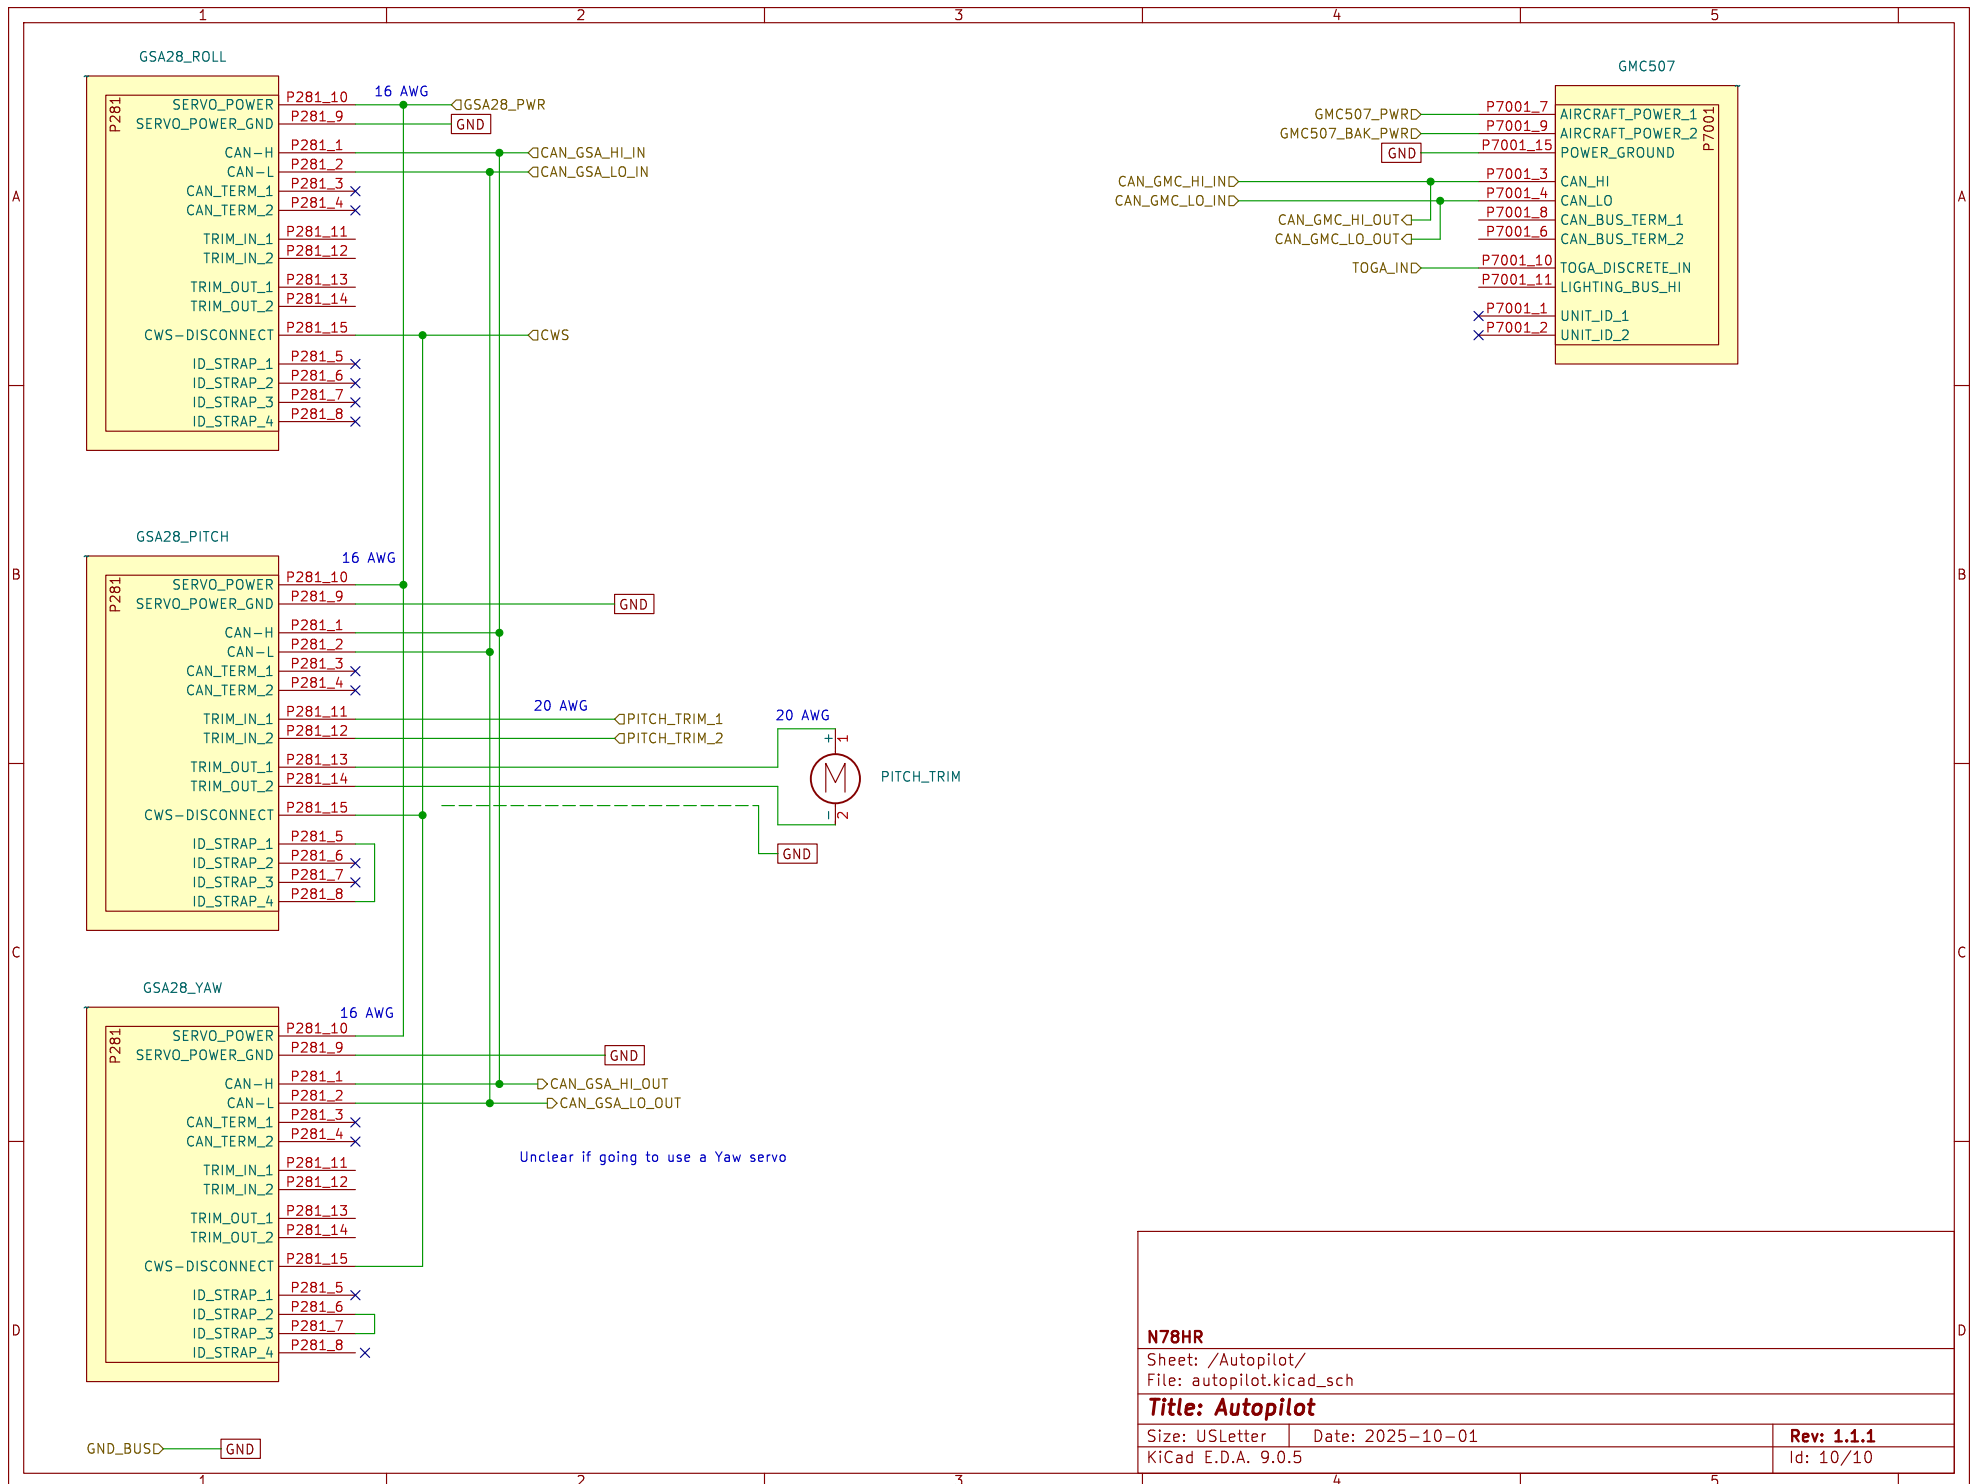 1 2 3 4 5
A
B
C
D
GSA28_ROLL
P281
SERVO_POWER P281_10
SERVO_POWER_GND P281_9
CAN-H P281_1
CAN-L P281_2
CAN_TERM_1 P281_3
CAN_TERM_2 P281_4
TRIM_IN_1 P281_11
TRIM_IN_2 P281_12
TRIM_OUT_1 P281_13
TRIM_OUT_2 P281_14
CWS-DISCONNECT P281_15
ID_STRAP_1 P281_5
ID_STRAP_2 P281_6
ID_STRAP_3 P281_7
ID_STRAP_4 P281_8
16 AWG
GSA28_PWR
GND
CAN_GSA_HI_IN
CAN_GSA_LO_IN
CWS
GMC507
P7001
GMC507_PWR P7001_7 AIRCRAFT_POWER_1
GMC507_BAK_PWR P7001_9 AIRCRAFT_POWER_2
GND P7001_15 POWER_GROUND
CAN_GMC_HI_IN P7001_3 CAN_HI
CAN_GMC_LO_IN P7001_4 CAN_LO
CAN_GMC_HI_OUT P7001_8 CAN_BUS_TERM_1
CAN_GMC_LO_OUT P7001_6 CAN_BUS_TERM_2
TOGA_IN P7001_10 TOGA_DISCRETE_IN
P7001_11 LIGHTING_BUS_HI
P7001_1 UNIT_ID_1
P7001_2 UNIT_ID_2
GSA28_PITCH
P281
SERVO_POWER P281_10
SERVO_POWER_GND P281_9
CAN-H P281_1
CAN-L P281_2
CAN_TERM_1 P281_3
CAN_TERM_2 P281_4
TRIM_IN_1 P281_11
TRIM_IN_2 P281_12
TRIM_OUT_1 P281_13
TRIM_OUT_2 P281_14
CWS-DISCONNECT P281_15
ID_STRAP_1 P281_5
ID_STRAP_2 P281_6
ID_STRAP_3 P281_7
ID_STRAP_4 P281_8
16 AWG
GND
20 AWG
PITCH_TRIM_1
PITCH_TRIM_2
20 AWG
+ 1
M
PITCH_TRIM
- 2
GND
GSA28_YAW
P281
SERVO_POWER P281_10
SERVO_POWER_GND P281_9
CAN-H P281_1
CAN-L P281_2
CAN_TERM_1 P281_3
CAN_TERM_2 P281_4
TRIM_IN_1 P281_11
TRIM_IN_2 P281_12
TRIM_OUT_1 P281_13
TRIM_OUT_2 P281_14
CWS-DISCONNECT P281_15
ID_STRAP_1 P281_5
ID_STRAP_2 P281_6
ID_STRAP_3 P281_7
ID_STRAP_4 P281_8
16 AWG
GND
CAN_GSA_HI_OUT
CAN_GSA_LO_OUT
Unclear if going to use a Yaw servo
GND_BUS GND
N78HR
Sheet: /Autopilot/
File: autopilot.kicad_sch
Title: Autopilot
Size: USLetter Date: 2025-10-01 Rev: 1.1.1
KiCad E.D.A. 9.0.5 Id: 10/10
A
B
C
D
1 2 3 4 5